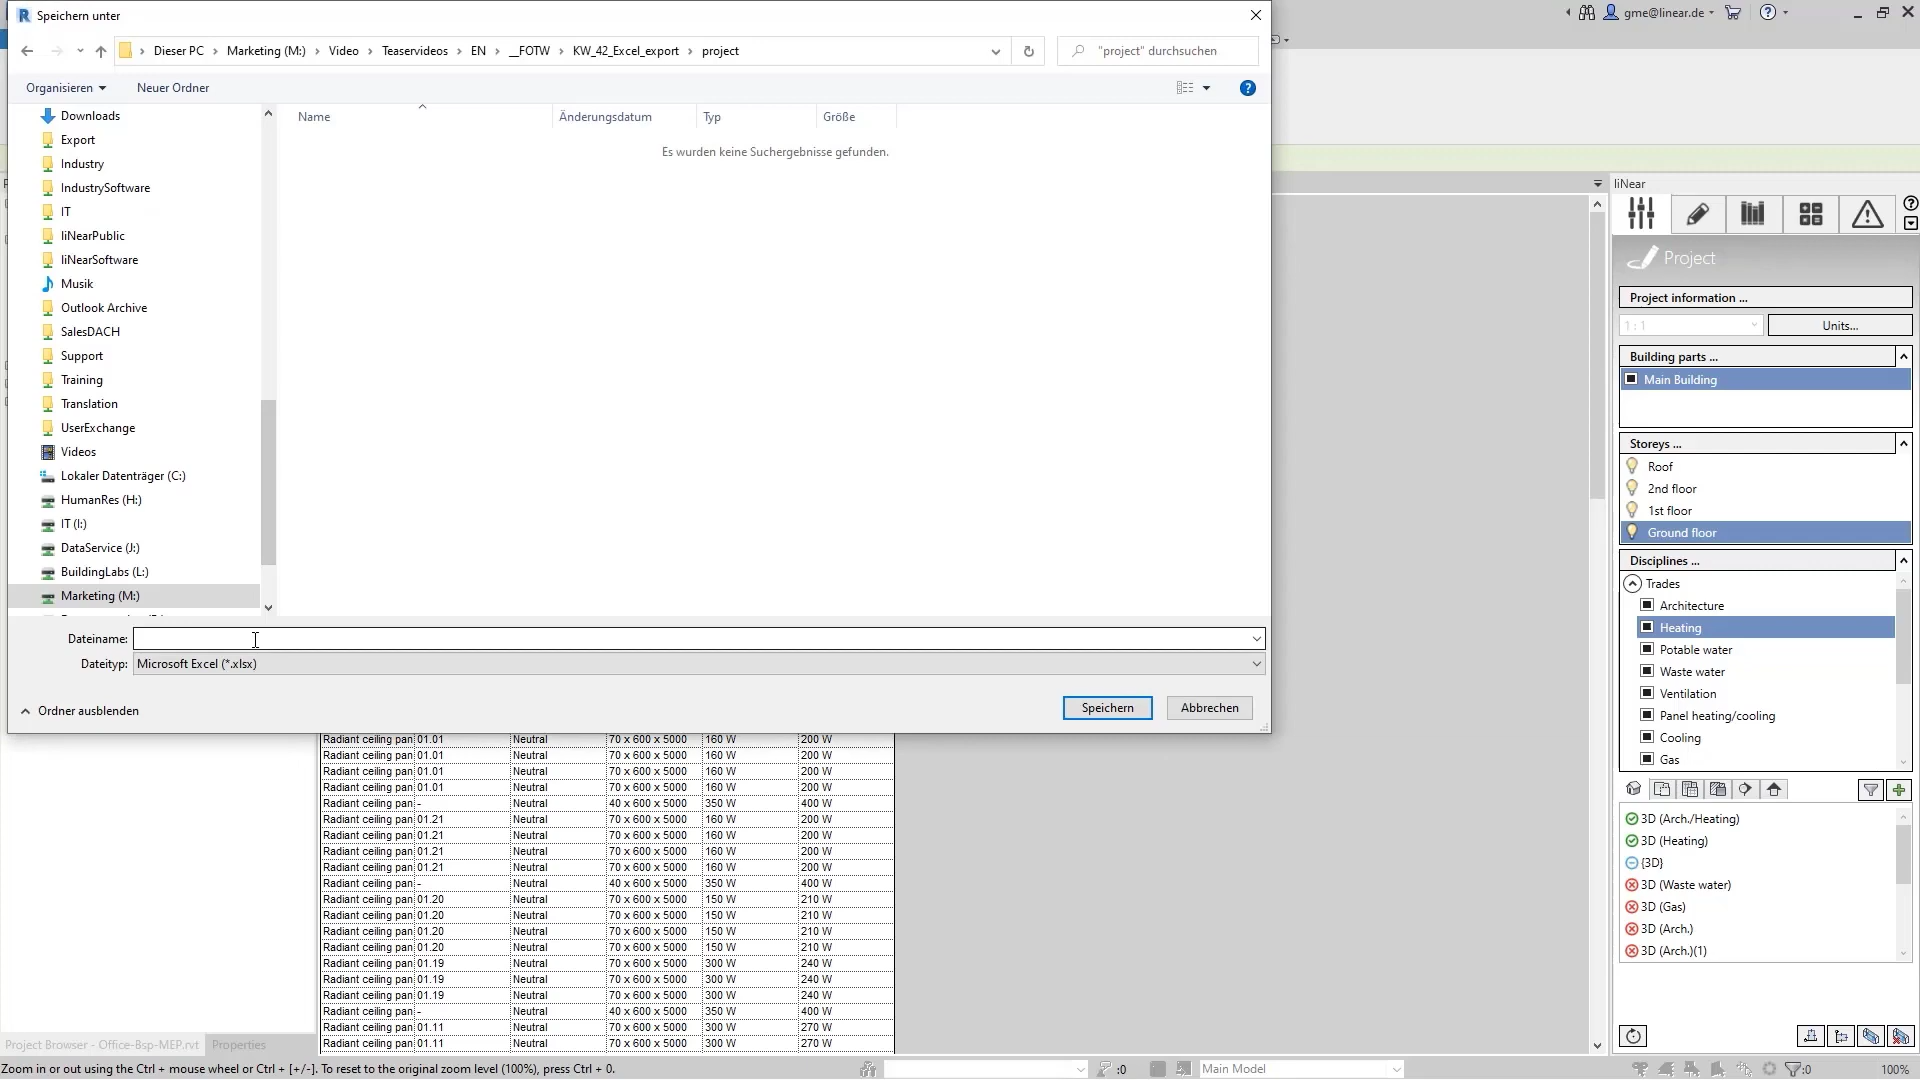 Speichern unter
gme@linear.de
Dieser PC > Marketing (M:) > Video > Teaservideos > EN > __FOTW > KW_42_Excel_export > project
"project" durchsuchen
Organisieren
Neuer Ordner
Name
Änderungsdatum
Typ
Größe
Es wurden keine Suchergebnisse gefunden.
Downloads
Export
Industry
IndustrySoftware
IT
liNearPublic
liNearSoftware
Musik
Outlook Archive
SalesDACH
Support
Training
Translation
UserExchange
Videos
Lokaler Datenträger (C:)
HumanRes (H:)
IT (I:)
DataService (J:)
BuildingLabs (L:)
Marketing (M:)
Dateiname:
Dateityp: Microsoft Excel (*.xlsx)
Ordner ausblenden
Speichern
Abbrechen
Radiant ceiling pan 01.01 Neutral 70 x 600 x 5000 160 W 200 W
Radiant ceiling pan 01.01 Neutral 70 x 600 x 5000 160 W 200 W
Radiant ceiling pan 01.01 Neutral 70 x 600 x 5000 160 W 200 W
Radiant ceiling pan 01.01 Neutral 70 x 600 x 5000 160 W 200 W
Radiant ceiling pan - Neutral 40 x 600 x 5000 350 W 400 W
Radiant ceiling pan 01.21 Neutral 70 x 600 x 5000 160 W 200 W
Radiant ceiling pan 01.21 Neutral 70 x 600 x 5000 160 W 200 W
Radiant ceiling pan 01.21 Neutral 70 x 600 x 5000 160 W 200 W
Radiant ceiling pan 01.21 Neutral 70 x 600 x 5000 160 W 200 W
Radiant ceiling pan - Neutral 40 x 600 x 5000 350 W 400 W
Radiant ceiling pan 01.20 Neutral 70 x 600 x 5000 150 W 210 W
Radiant ceiling pan 01.20 Neutral 70 x 600 x 5000 150 W 210 W
Radiant ceiling pan 01.20 Neutral 70 x 600 x 5000 150 W 210 W
Radiant ceiling pan 01.20 Neutral 70 x 600 x 5000 150 W 210 W
Radiant ceiling pan 01.19 Neutral 70 x 600 x 5000 300 W 240 W
Radiant ceiling pan 01.19 Neutral 70 x 600 x 5000 300 W 240 W
Radiant ceiling pan 01.19 Neutral 70 x 600 x 5000 300 W 240 W
Radiant ceiling pan - Neutral 40 x 600 x 5000 350 W 400 W
Radiant ceiling pan 01.11 Neutral 70 x 600 x 5000 300 W 270 W
Radiant ceiling pan 01.11 Neutral 70 x 600 x 5000 300 W 270 W
liNear
Project
Project information ...
1 : 1
Units...
Building parts ...
Main Building
Storeys ...
Roof
2nd floor
1st floor
Ground floor
Disciplines ...
Trades
Architecture
Heating
Potable water
Waste water
Ventilation
Panel heating/cooling
Cooling
Gas
3D (Arch./Heating)
3D (Heating)
{3D}
3D (Waste water)
3D (Gas)
3D (Arch.)
3D (Arch.)(1)
Project Browser - Office-Bsp-MEP.rvt
Properties
Zoom in or out using the Ctrl + mouse wheel or Ctrl + [+/-]. To reset to the original zoom level (100%), press Ctrl + 0.
:0
Main Model
:0
100%